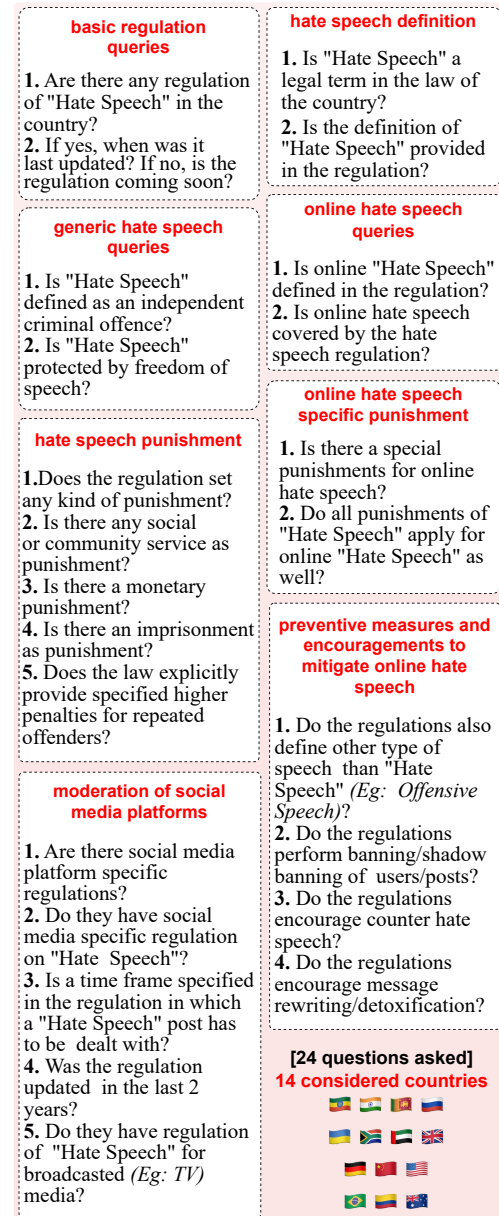 basic regulation
queries
1. Are there any regulation
of "Hate Speech" in the
country?
2. If yes, when was it
last updated? If no, is the
regulation coming soon?
generic hate speech
queries
1. Is "Hate Speech"
defined as an independent
criminal offence?
2. Is "Hate Speech"
protected by freedom of
speech?
hate speech punishment
1.Does the regulation set
any kind of punishment?
2. Is there any social
or community service as
punishment?
3. Is there a monetary
punishment?
4. Is there an imprisonment
as punishment?
5. Does the law explicitly
provide specified higher
penalties for repeated
offenders?
moderation of social
media platforms
1. Are there social media
platform specific
regulations?
2. Do they have social
media specific regulation
on "Hate Speech"?
3. Is a time frame specified
in the regulation in which
a "Hate Speech" post has
to be dealt with?
4. Was the regulation
updated in the last 2
years?
5. Do they have regulation
of "Hate Speech" for
broadcasted (Eg: TV)
media?
hate speech definition
1. Is "Hate Speech" a
legal term in the law of
the country?
2. Is the definition of
"Hate Speech" provided
in the regulation?
online hate speech
queries
1. Is online "Hate Speech"
defined in the regulation?
2. Is online hate speech
covered by the hate
speech regulation?
online hate speech
specific punishment
1. Is there a special
punishments for online
hate speech?
2. Do all punishments of
"Hate Speech" apply for
online "Hate Speech" as
well?
preventive measures and
encouragements to
mitigate online hate
speech
1. Do the regulations also
define other type of
speech than "Hate
Speech" (Eg: Offensive
Speech)?
2. Do the regulations
perform banning/shadow
banning of users/posts?
3. Do the regulations
encourage counter hate
speech?
4. Do the regulations
encourage message
rewriting/detoxification?
[24 questions asked]
14 considered countries